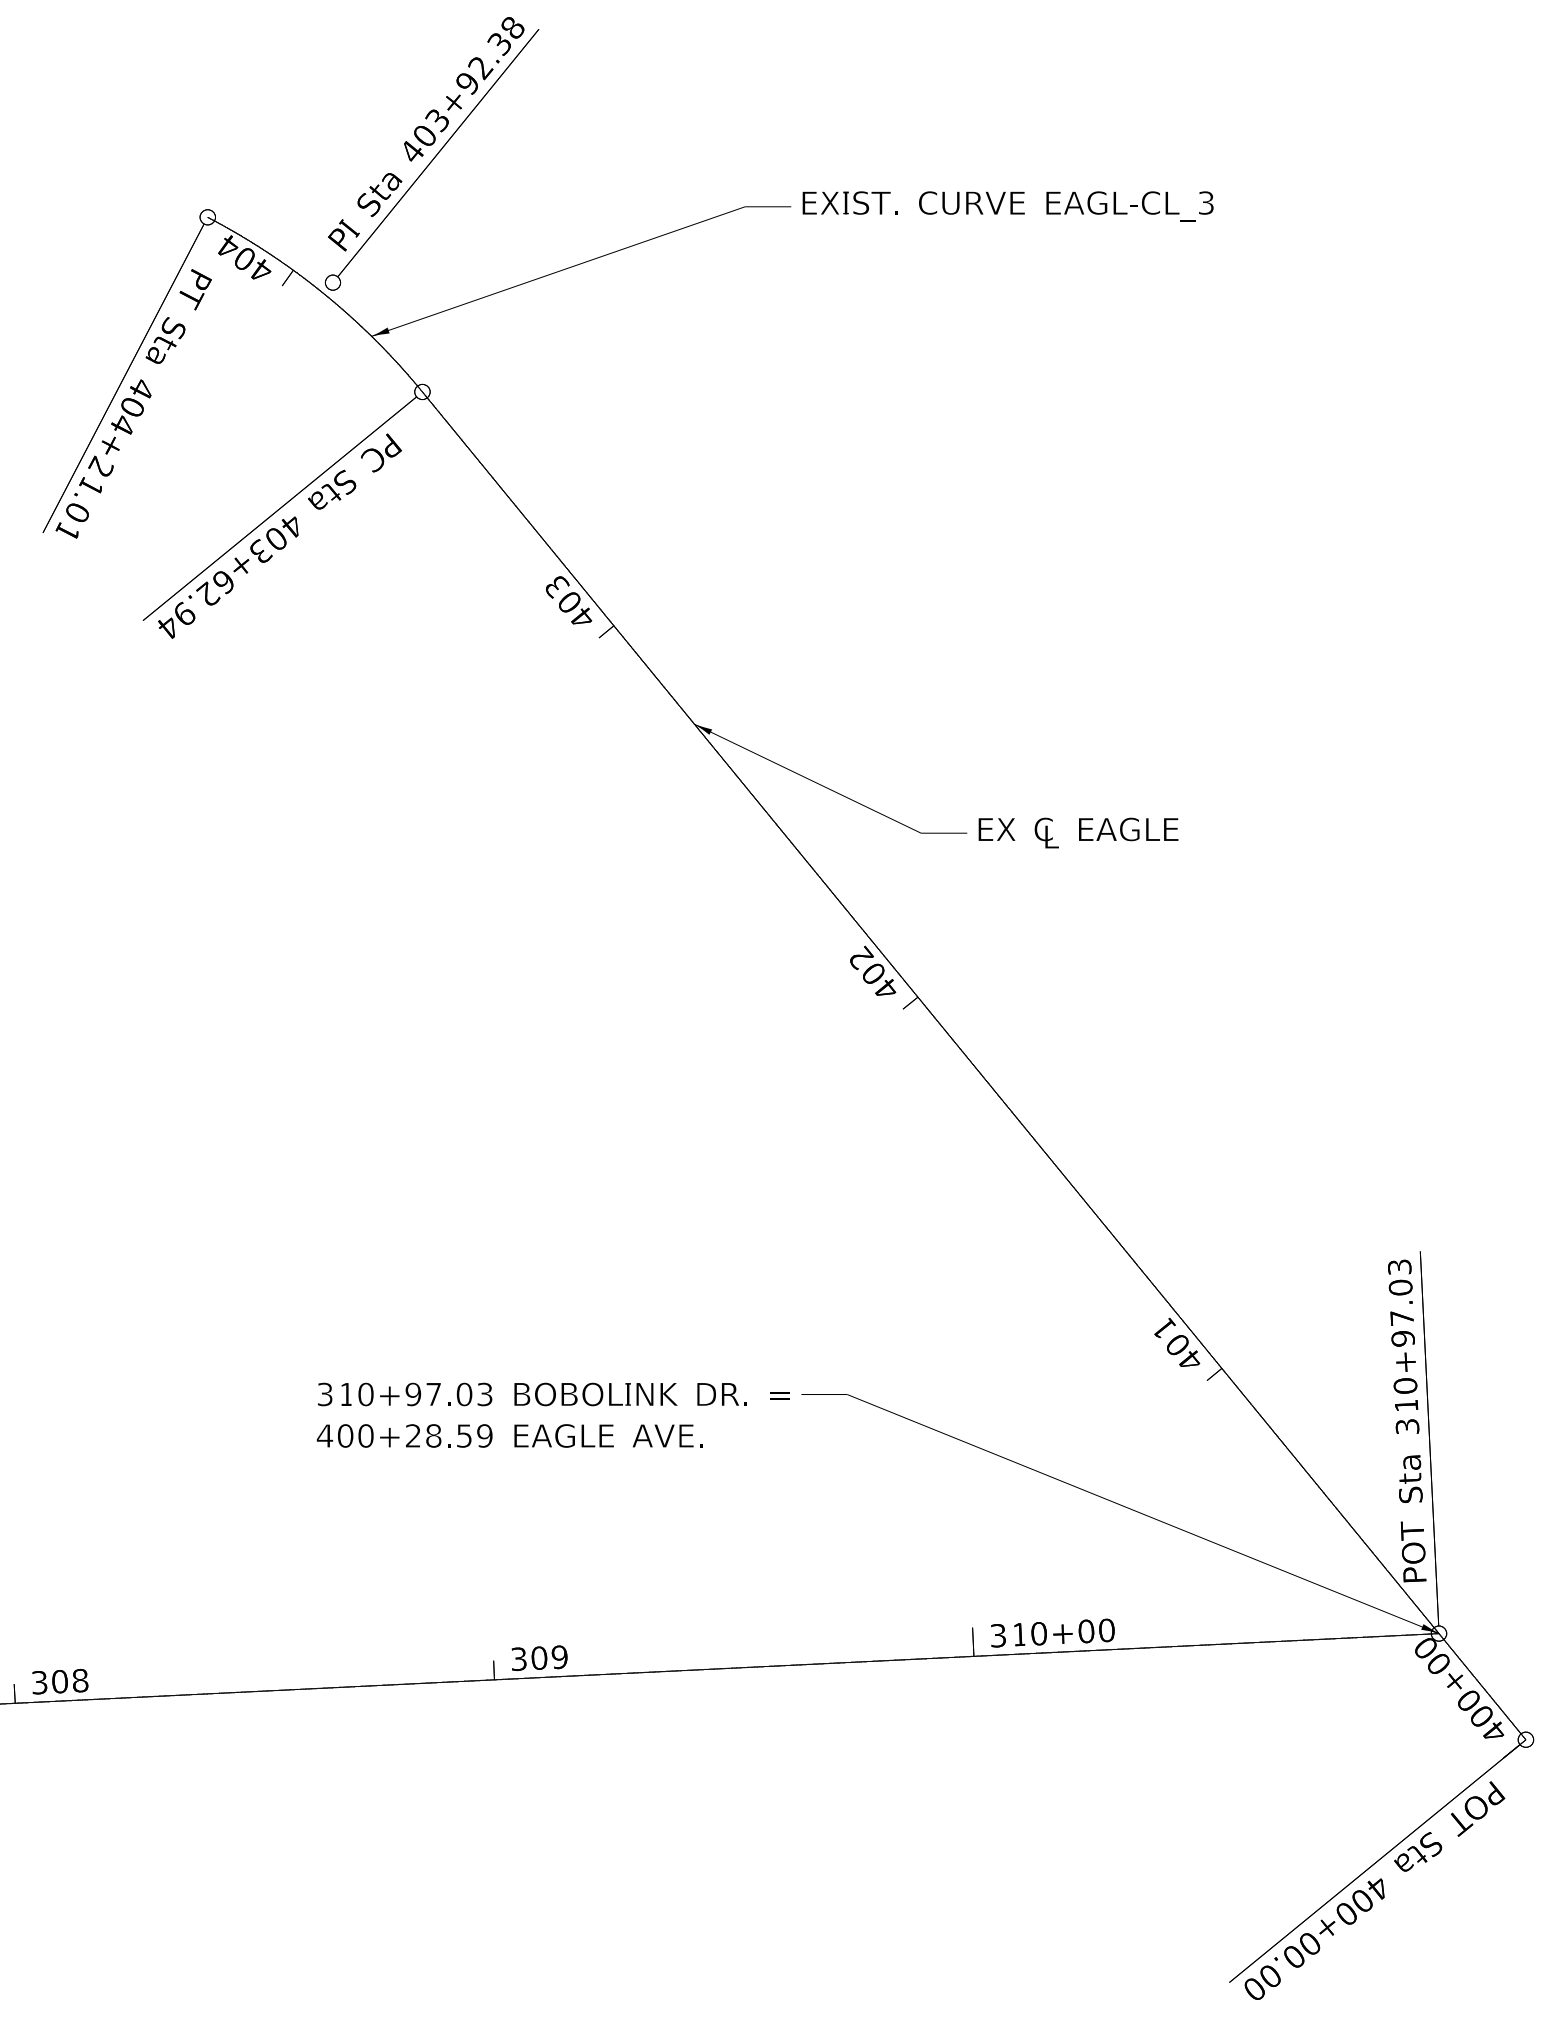 PI Sta 403+92.38
EXIST. CURVE EAGL-CL_3
404
PT Sta 404+21.01
PC Sta 403+62.94
403
EX ℄ EAGLE
402
401
POT Sta 310+97.03
310+97.03 BOBOLINK DR. =
400+28.59 EAGLE AVE.
308
309
310+00
400+00
POT Sta 400+00.00